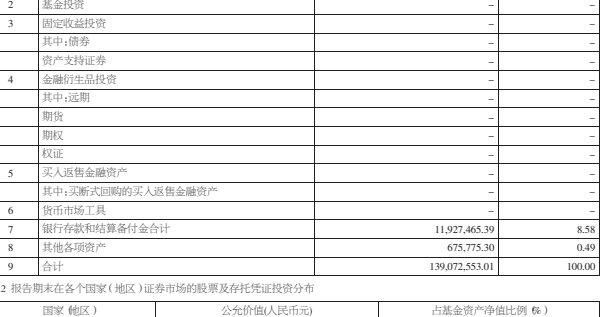 2 基金投资 – –
3 固定收益投资 – –
其中:债券 – –
资产支持证券 – –
4 金融衍生品投资 – –
其中:远期 – –
期货 – –
期权 – –
权证 – –
5 买入返售金融资产 – –
其中:买断式回购的买入返售金融资产 – –
6 货币市场工具 – –
7 银行存款和结算备付金合计 11,927,465.39 8.58
8 其他各项资产 675,775.30 0.49
9 合计 139,072,553.01 100.00
2 报告期末在各个国家(地区)证券市场的股票及存托凭证投资分布
国家(地区) 公允价值(人民币元) 占基金资产净值比例(%)